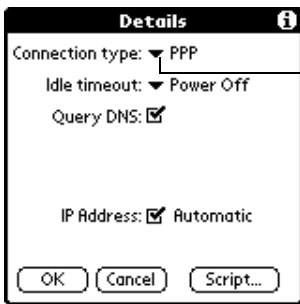 Details
Connection type: PPP
Idle timeout: Power Off
Query DNS:
IP Address: Automatic
OK Cancel Script...